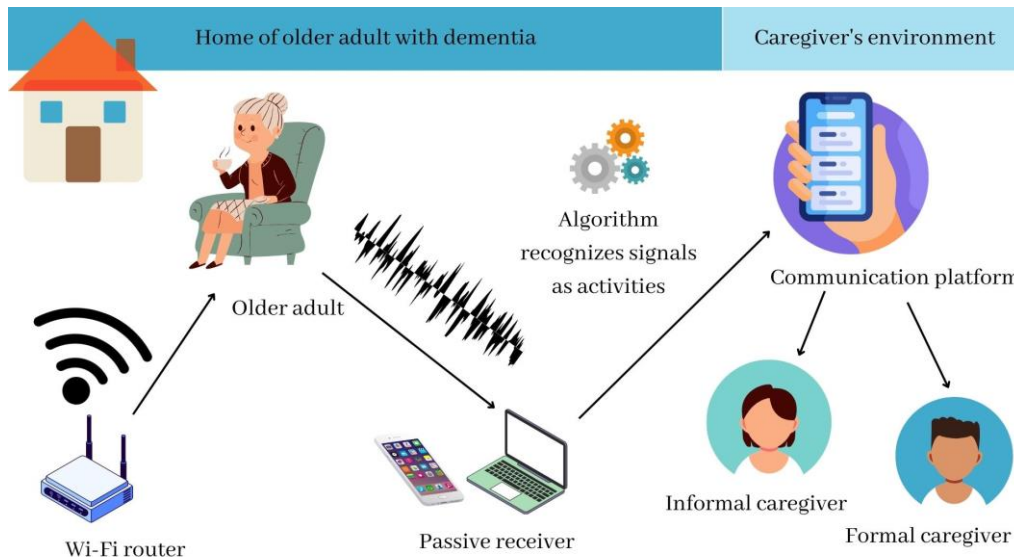 Home of older adult with dementia
Caregiver's environment
Algorithm
recognizes signals
as activities
Older adult
Communication platform
Wi-Fi router
Passive receiver
Informal caregiver
Formal caregiver